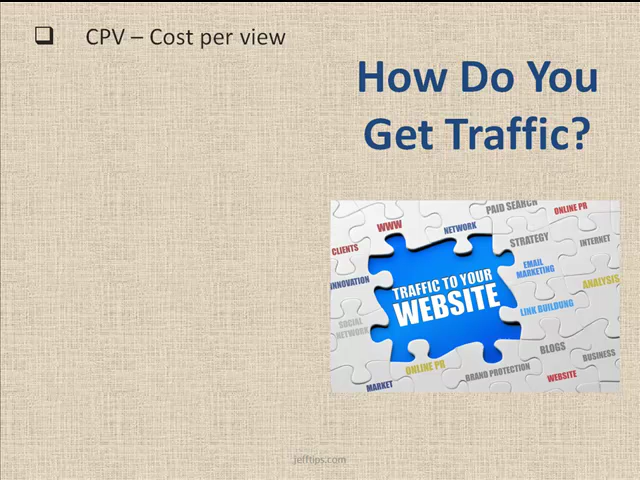 ❑ CPV – Cost per view
How Do You
Get Traffic?
PAID SEARCH
ONLINE PR
WWW
NETWORK
CLIENTS
STRATEGY
INTERNET
EMAIL
MARKETING
INNOVATION
TRAFFIC TO YOUR
WEBSITE
ANALYSIS
LINK BUILDUNG
SOCIAL
NETWORK
BLOGS
BUSINESS
ONLINE PR
BRAND PROTECTION
WEBSITE
MARKET
jefftips.com